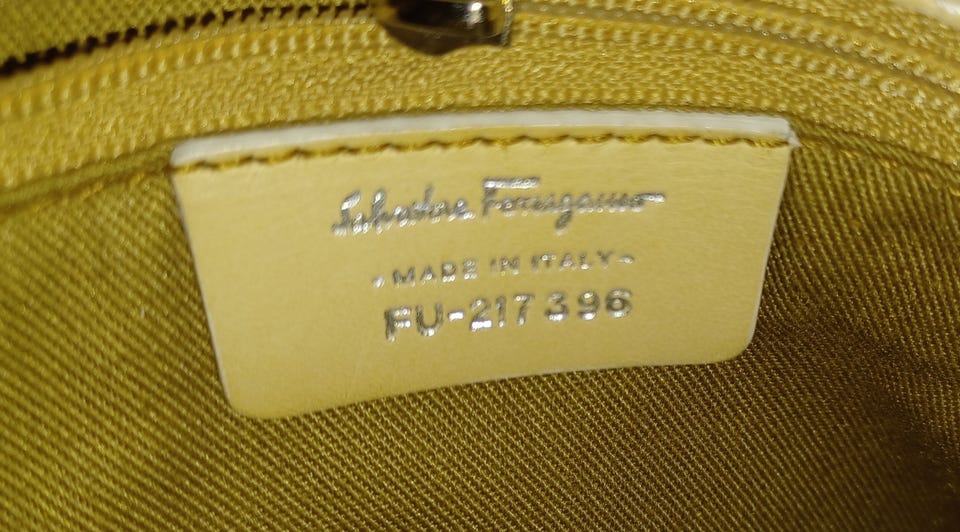 Salvatore Ferragamo
•MADE IN ITALY•
FU-217396